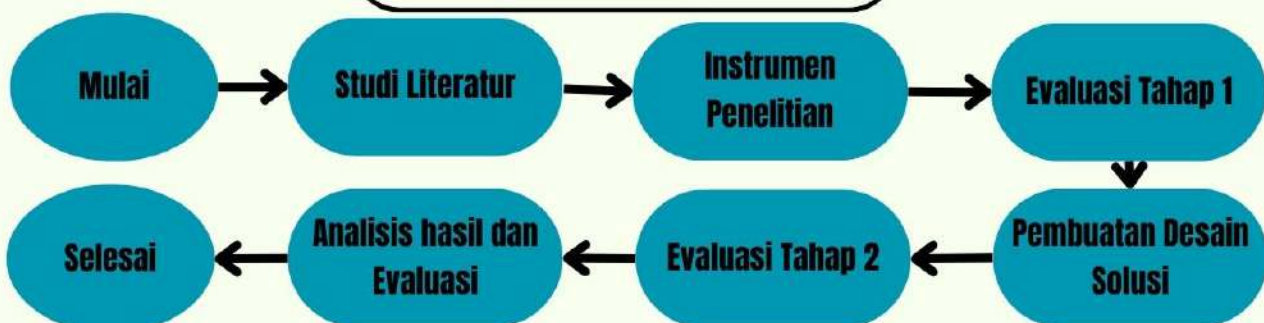 Mulai
Studi Literatur
Instrumen
Penelitian
Evaluasi Tahap 1
Pembuatan Desain
Solusi
Evaluasi Tahap 2
Analisis hasil dan
Evaluasi
Selesai